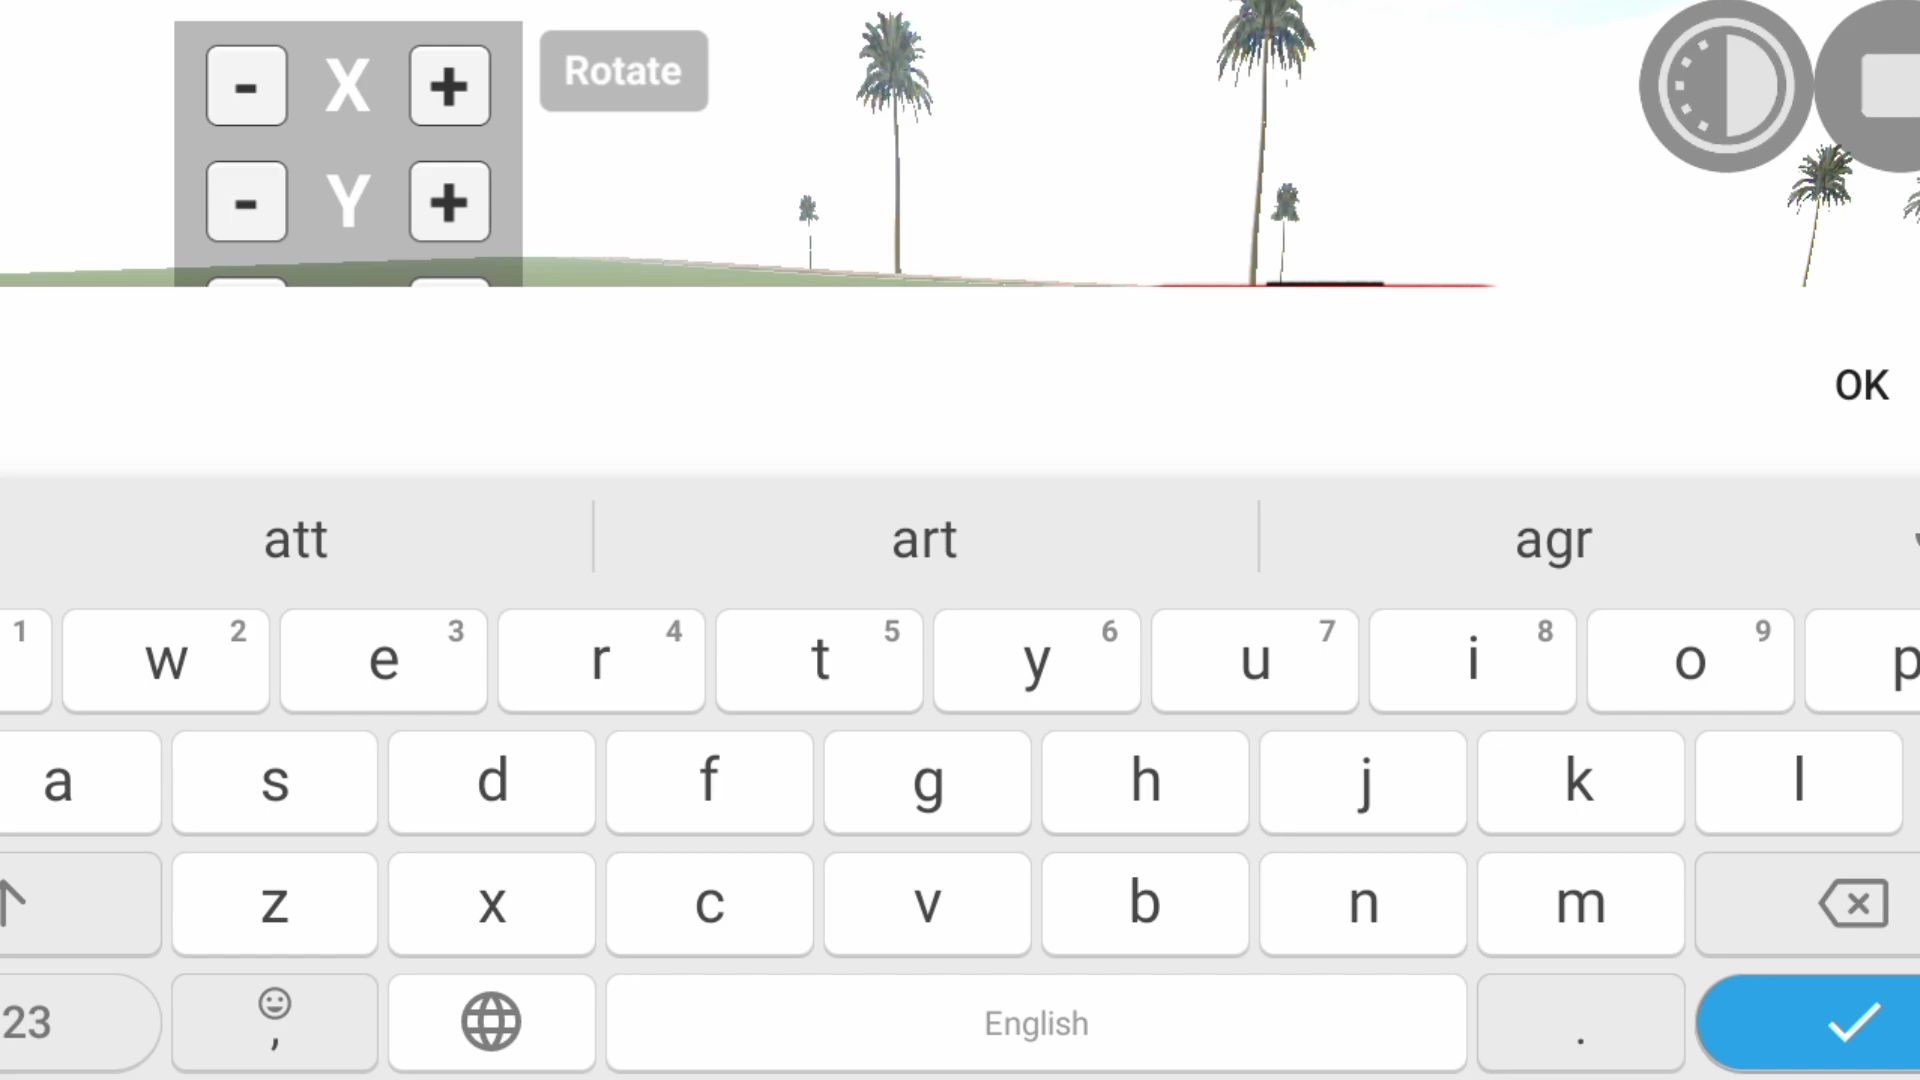 - X + Rotate
- Y +
OK
att art agr
1 w 2 e 3 r 4 t 5 y 6 u 7 i 8 o 9 p
a s d f g h j k l
z x c v b n m
23 , English .